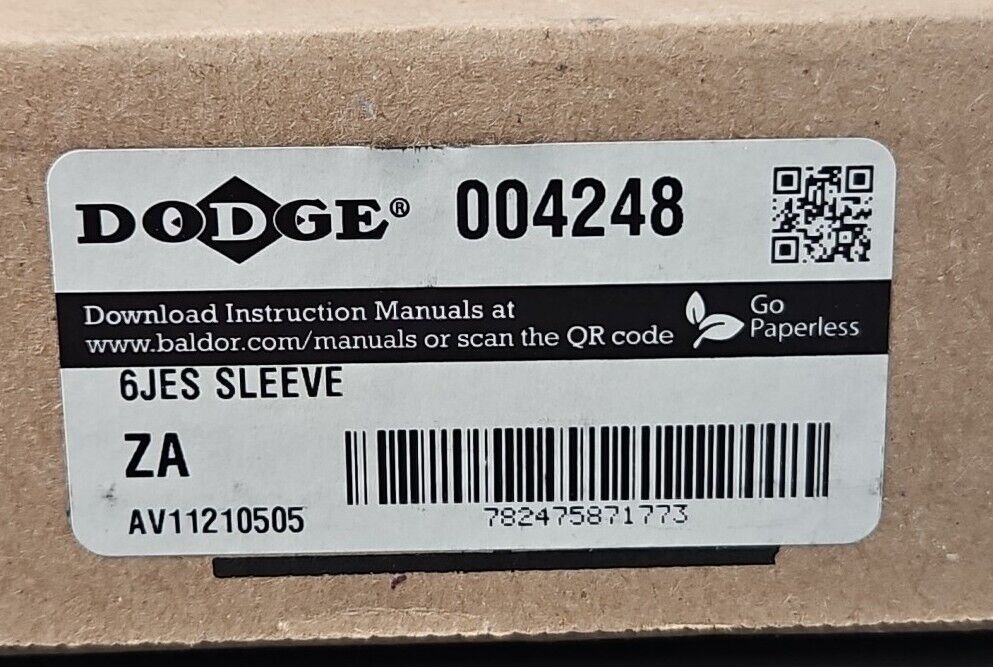 DODGE® 004248
Download Instruction Manuals at
www.baldor.com/manuals or scan the QR code
Go
Paperless
6JES SLEEVE
ZA
AV11210505
782475871773